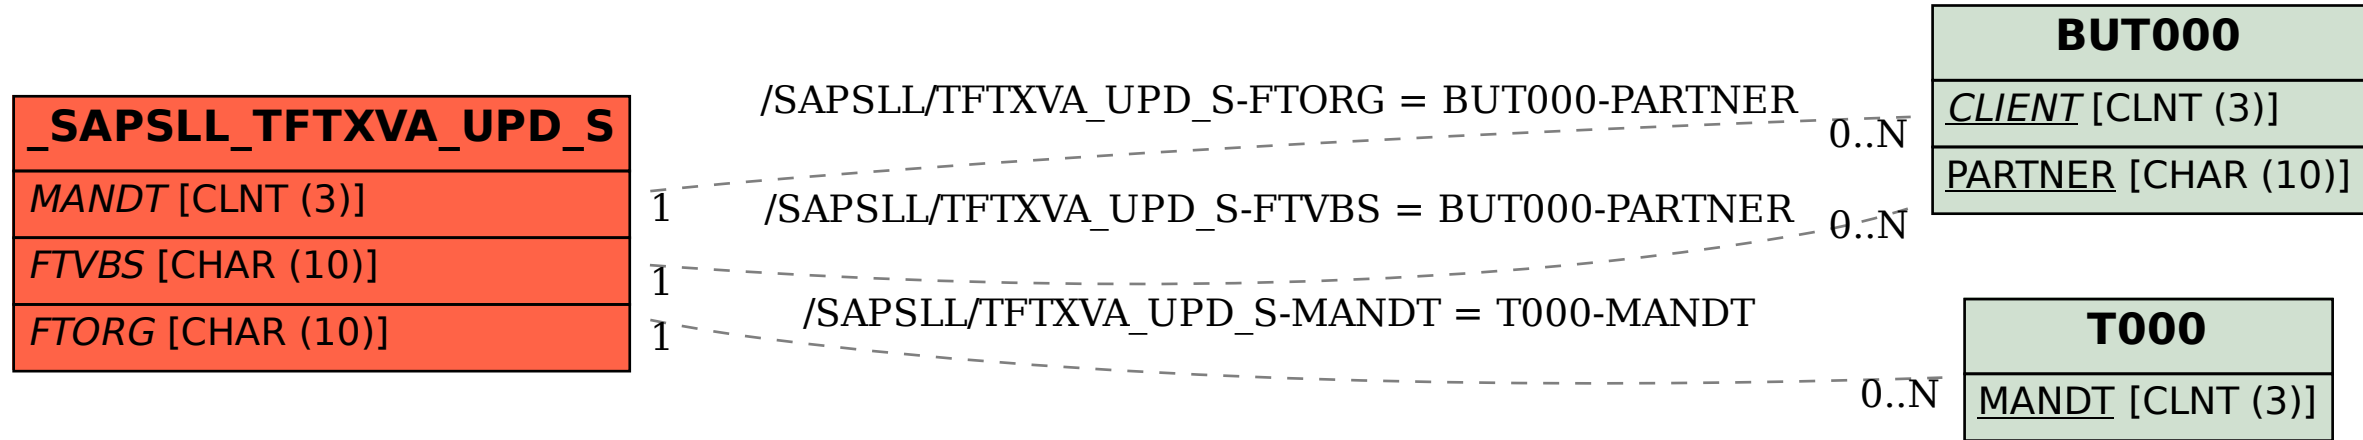 _SAPSLL_TFTXVA_UPD_S
MANDT [CLNT (3)]
FTVBS [CHAR (10)]
FTORG [CHAR (10)]
/SAPSLL/TFTXVA_UPD_S-FTORG = BUT000-PARTNER
0..N
1
/SAPSLL/TFTXVA_UPD_S-FTVBS = BUT000-PARTNER
0..N
1
/SAPSLL/TFTXVA_UPD_S-MANDT = T000-MANDT
1
0..N
BUT000
CLIENT [CLNT (3)]
PARTNER [CHAR (10)]
T000
MANDT [CLNT (3)]